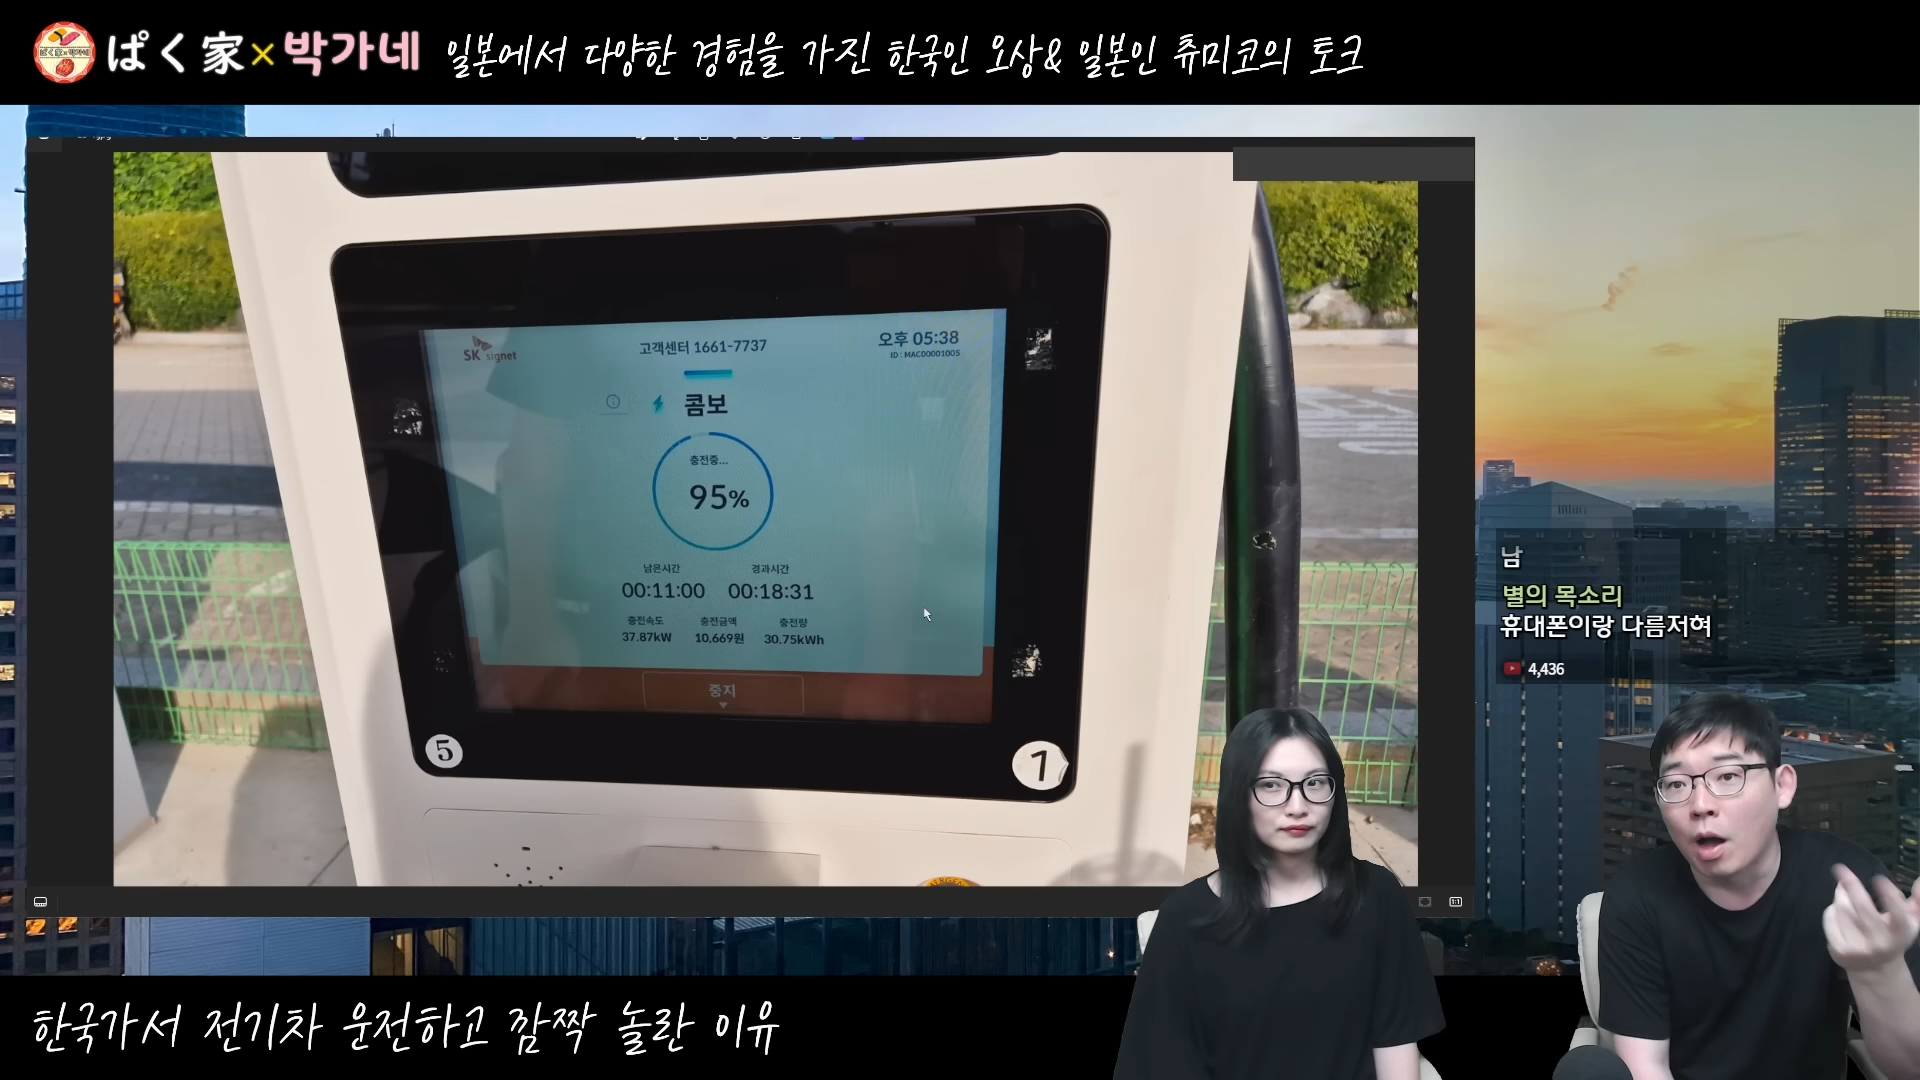 ぱく家×박가네 일본에서 다양한 경험을 가진 한국인 오상& 일본인 츄미코의 토크
SK signet
고객센터 1661-7737
오후 05:38
ID : MAC00001005
콤보
충전중...
95%
남은시간 경과시간
00:11:00 00:18:31
충전속도 충전금액 충전량
37.87kW 10,669원 30.75kWh
중지
5
1
남
별의 목소리
휴대폰이랑 다름저혀
4,436
한국가서 전기차 운전하고 깜짝 놀란 이유